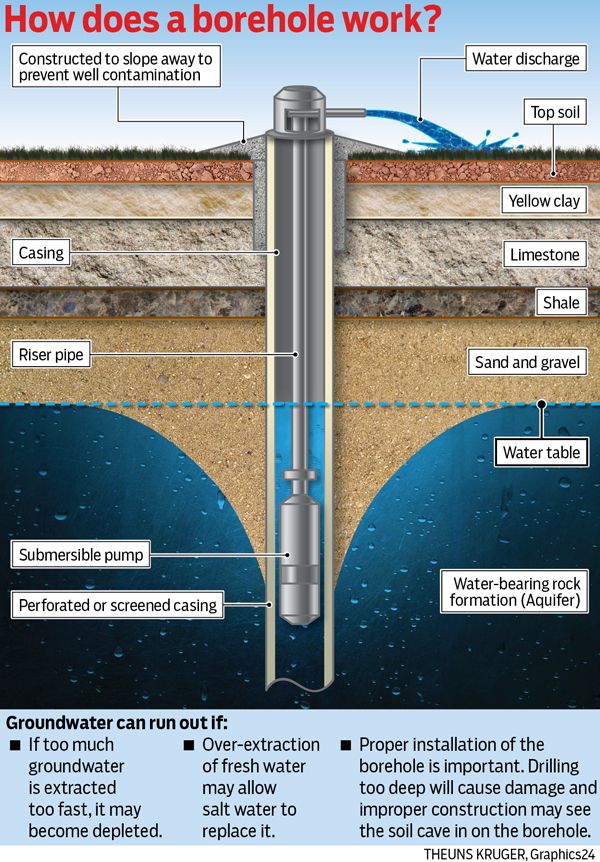 How does a borehole work?
Constructed to slope away to
prevent well contamination
Water discharge
Top soil
Yellow clay
Casing
Limestone
Shale
Riser pipe
Sand and gravel
Water table
Submersible pump
Perforated or screened casing
Water-bearing rock
formation (Aquifer)
Groundwater can run out if:
■ If too much
groundwater
is extracted
too fast, it may
become depleted.
■ Over-extraction
of fresh water
may allow
salt water to
replace it.
■ Proper installation of the
borehole is important. Drilling
too deep will cause damage and
improper construction may see
the soil cave in on the borehole.
THEUNS KRUGER, Graphics24